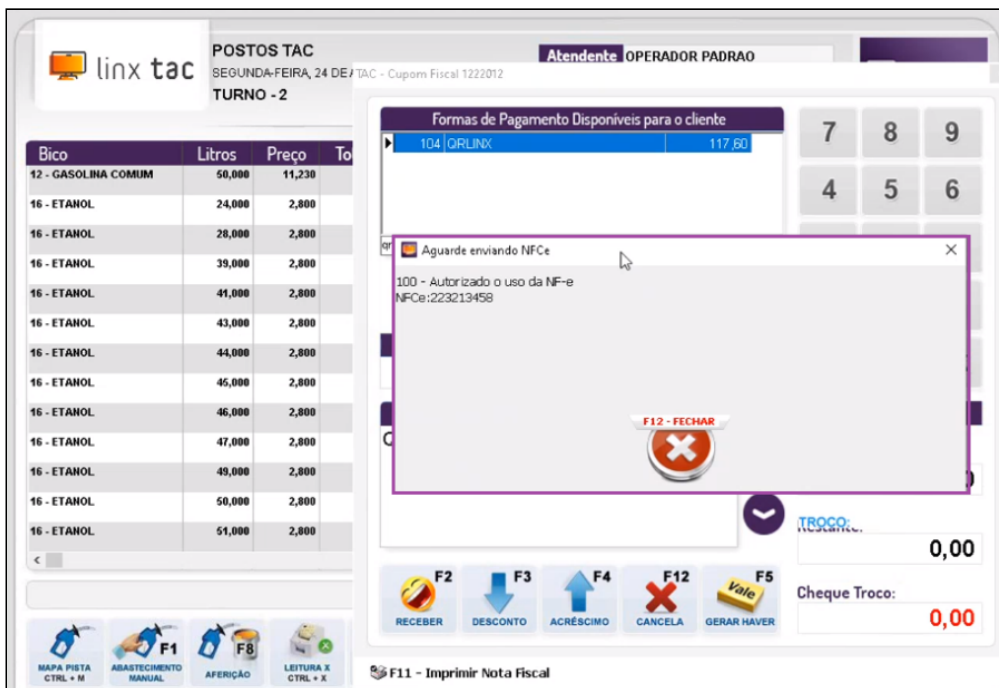 linx tac
POSTOS TAC
SEGUNDA-FEIRA, 24 DE
TURNO - 2
Atendente OPERADOR PADRAO
TAC - Cupom Fiscal 1222012
Formas de Pagamento Disponíveis para o cliente
104 QRLINX 117,60
7 8 9
4 5 6
Bico Litros Preço To
12 - GASOLINA COMUM 50,000 11,230
16 - ETANOL 24,000 2,800
16 - ETANOL 28,000 2,800
16 - ETANOL 39,000 2,800
16 - ETANOL 41,000 2,800
16 - ETANOL 43,000 2,800
16 - ETANOL 44,000 2,800
16 - ETANOL 45,000 2,800
16 - ETANOL 46,000 2,800
16 - ETANOL 47,000 2,800
16 - ETANOL 49,000 2,800
16 - ETANOL 50,000 2,800
16 - ETANOL 51,000 2,800
qr
Aguarde enviando NFCe
100 - Autorizado o uso da NF-e
NFCe:223213458
F12 - FECHAR
TROCO:
0,00
Cheque Troco:
0,00
F2 RECEBER
F3 DESCONTO
F4 ACRÉSCIMO
F12 CANCELA
Vale F5 GERAR HAVER
MAPA PISTA
CTRL + M
F1
ABASTECIMENTO
MANUAL
F8
AFERIÇÃO
LEITURA X
CTRL + X
F11 - Imprimir Nota Fiscal